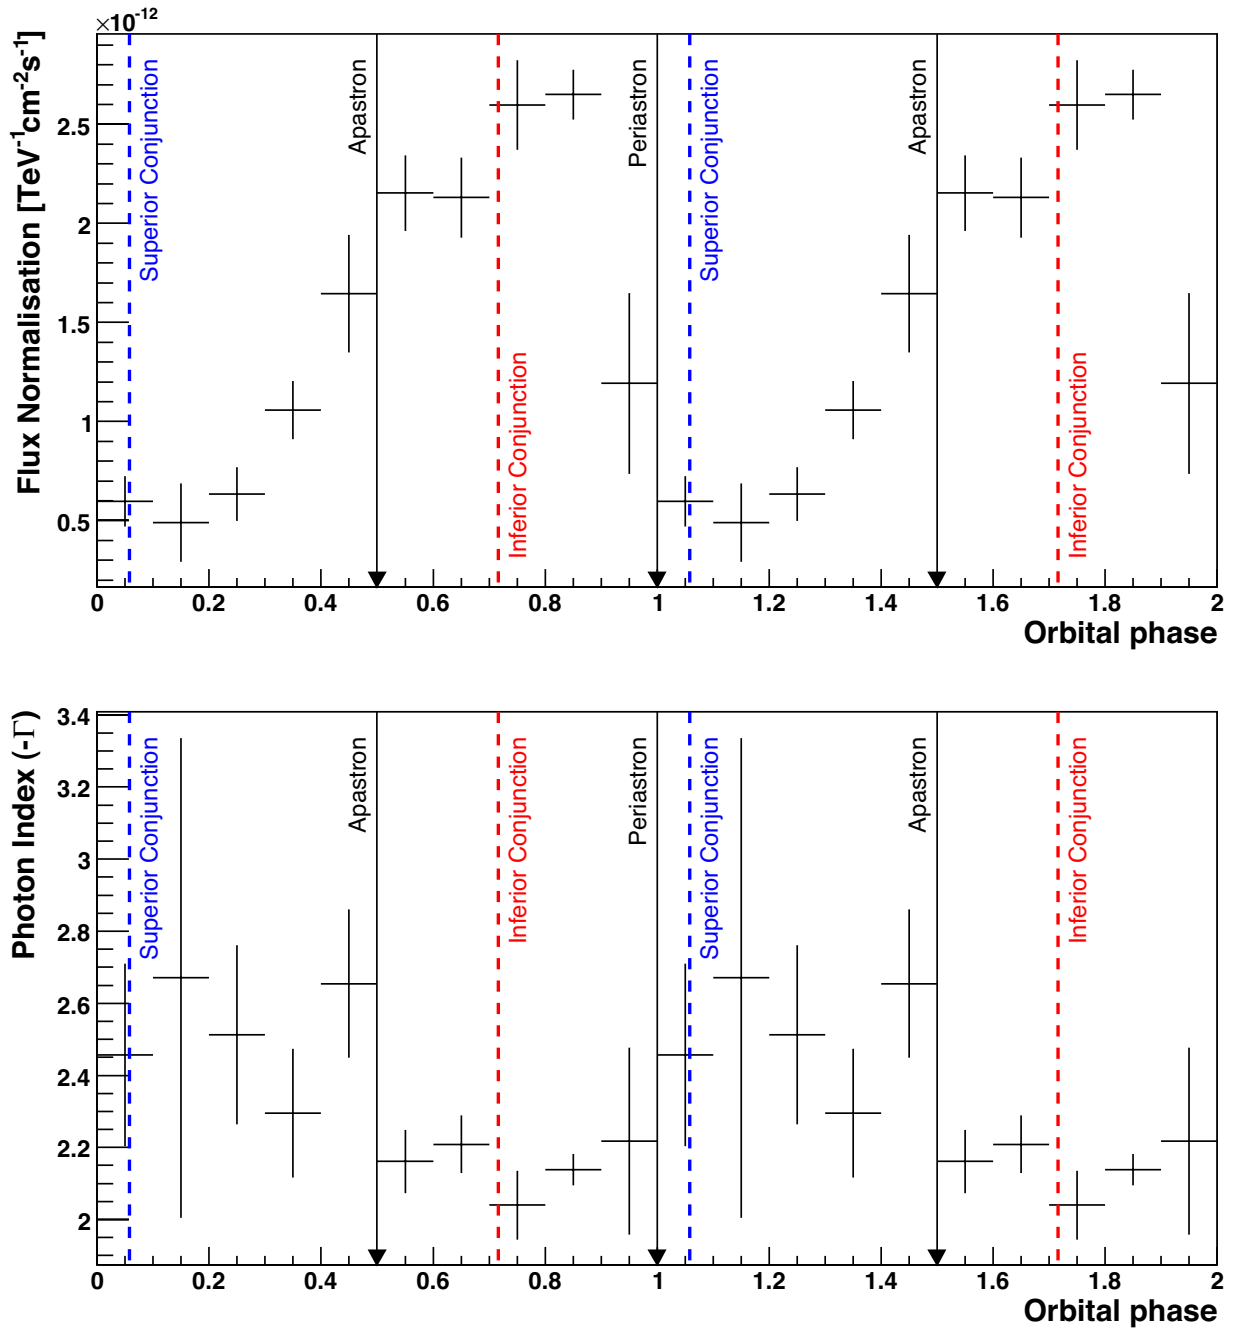 ×10⁻¹²
Flux Normalisation [TeV⁻¹cm⁻²s⁻¹]
2.5
2
1.5
1
0.5
Superior Conjunction
Apastron
Inferior Conjunction
Periastron
Superior Conjunction
Apastron
Inferior Conjunction
0 0.2 0.4 0.6 0.8 1 1.2 1.4 1.6 1.8 2
Orbital phase
Photon Index (-Γ)
3.4
3.2
3
2.8
2.6
2.4
2.2
2
Superior Conjunction
Apastron
Inferior Conjunction
Periastron
Superior Conjunction
Apastron
Inferior Conjunction
0 0.2 0.4 0.6 0.8 1 1.2 1.4 1.6 1.8 2
Orbital phase